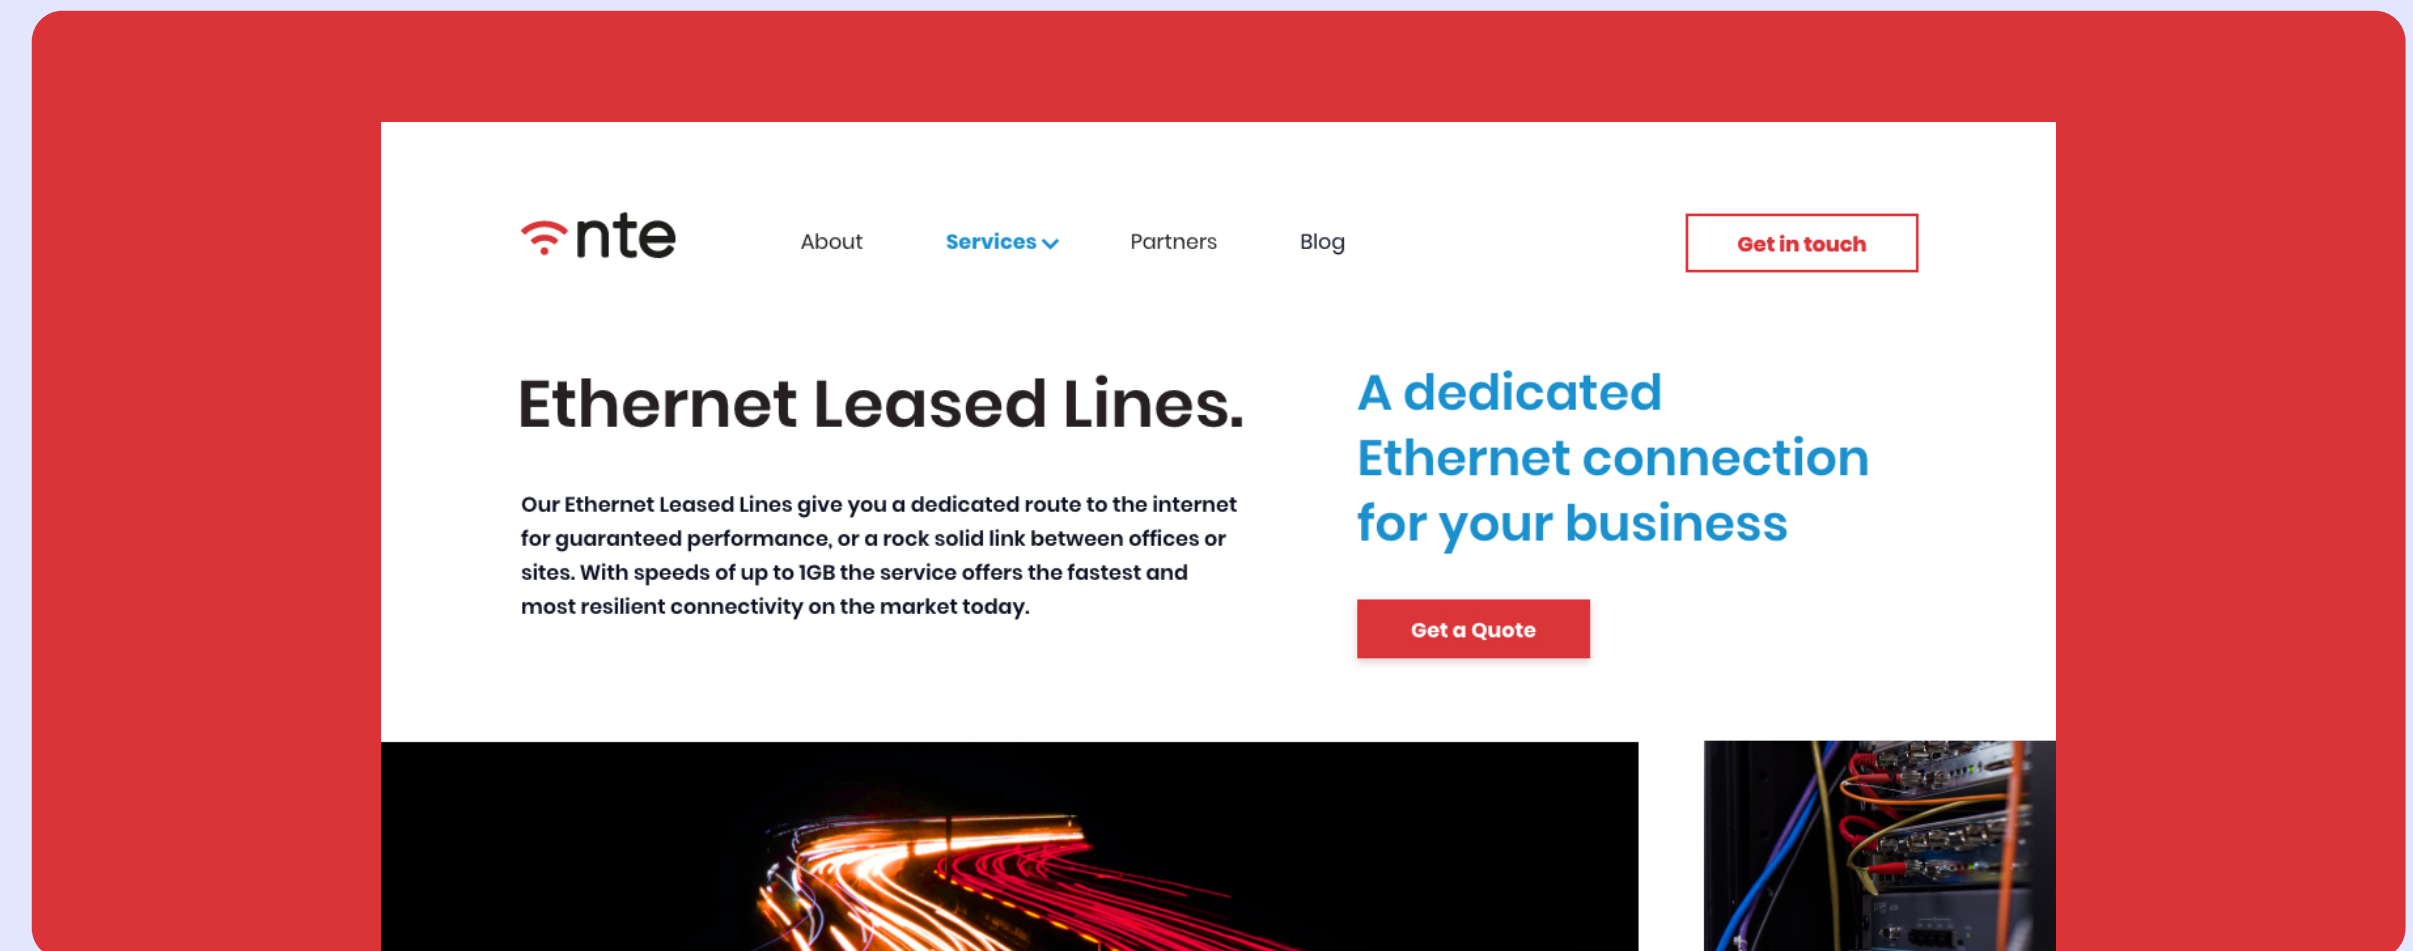 nte
About
Services
Partners
Blog
Get in touch
Ethernet Leased Lines.
Our Ethernet Leased Lines give you a dedicated route to the internet
for guaranteed performance, or a rock solid link between offices or
sites. With speeds of up to 1GB the service offers the fastest and
most resilient connectivity on the market today.
A dedicated
Ethernet connection
for your business
Get a Quote